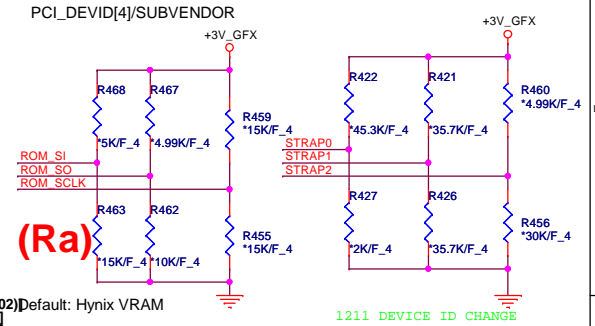 PCI_DEVID[4]/SUBVENDOR
+3V_GFX
+3V_GFX
R468
R467
R459
*15K/F_4
*5K/F_4
*4.99K/F_4
R422
R421
R460
*4.99K/F_4
*45.3K/F_4
*35.7K/F_4
ROM_SI
ROM_SO
ROM_SCLK
STRAP0
STRAP1
STRAP2
(Ra)
R463
R462
R455
*15K/F_4
*15K/F_4
*10K/F_4
R427
R426
R456
*30K/F_4
*2K/F_4
*35.7K/F_4
02)]Default: Hynix VRAM
]
1211 DEVICE ID CHANGE